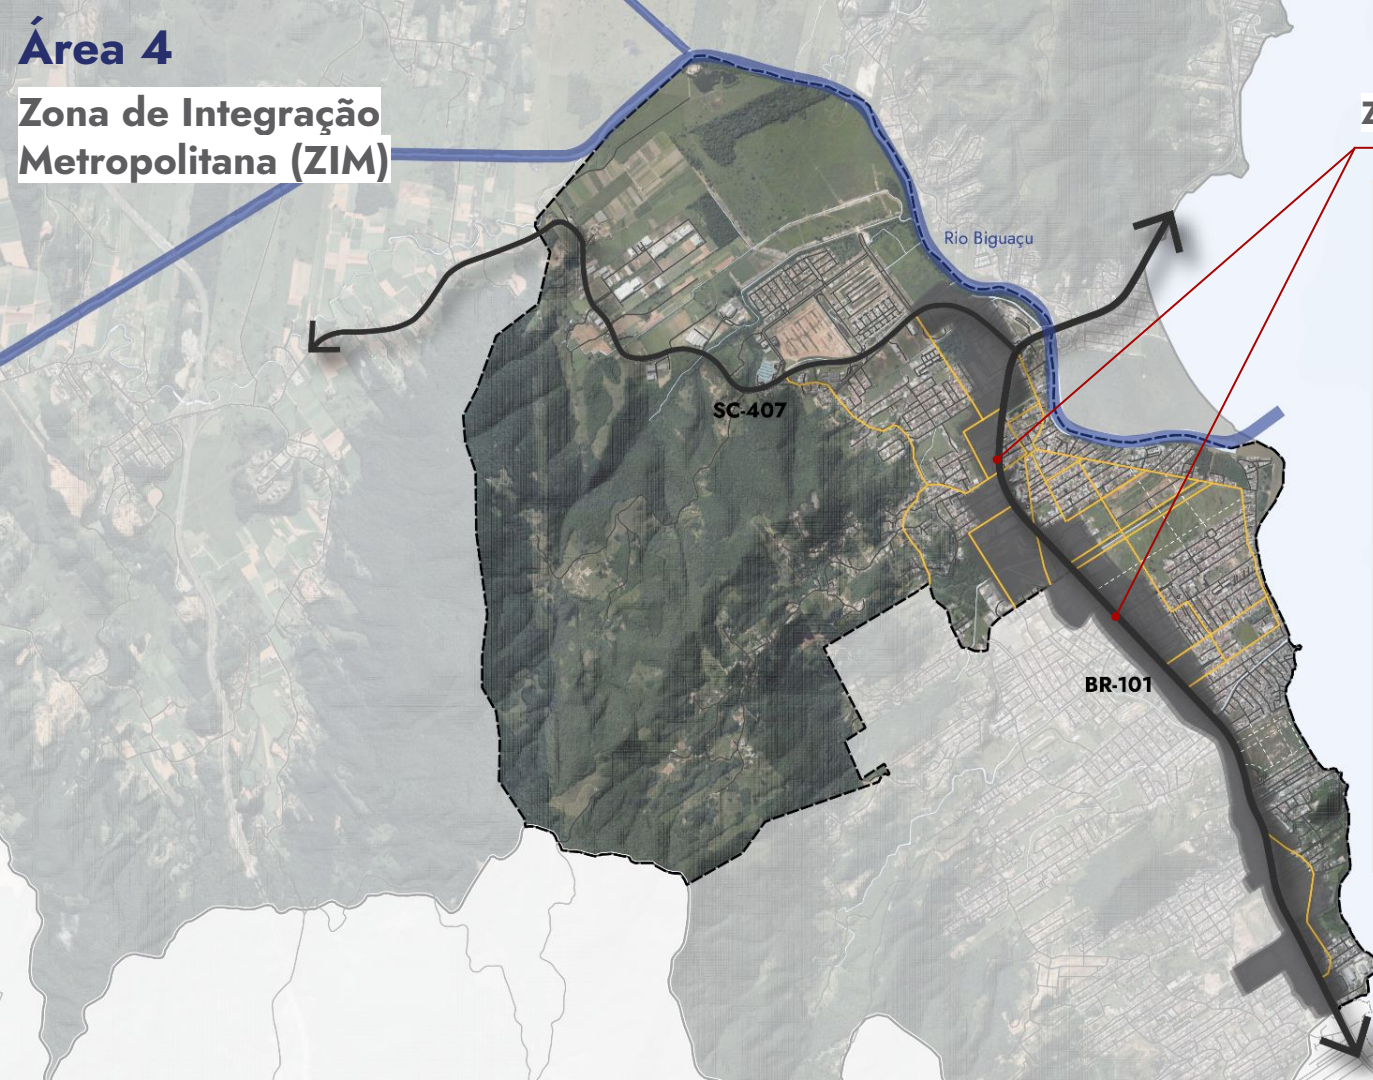 Área 4
Zona de Integração
Metropolitana (ZIM)
Z
Rio Biguaçu
SC-407
BR-101